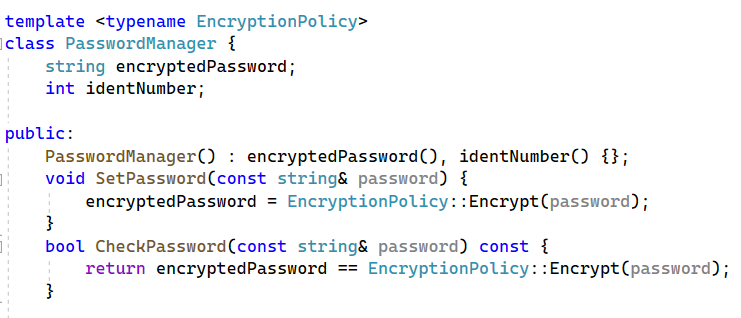 template <typename EncryptionPolicy>
class PasswordManager {
    string encryptedPassword;
    int identNumber;

public:
    PasswordManager() : encryptedPassword(), identNumber() {};
    void SetPassword(const string& password) {
        encryptedPassword = EncryptionPolicy::Encrypt(password);
    }
    bool CheckPassword(const string& password) const {
        return encryptedPassword == EncryptionPolicy::Encrypt(password);
    }